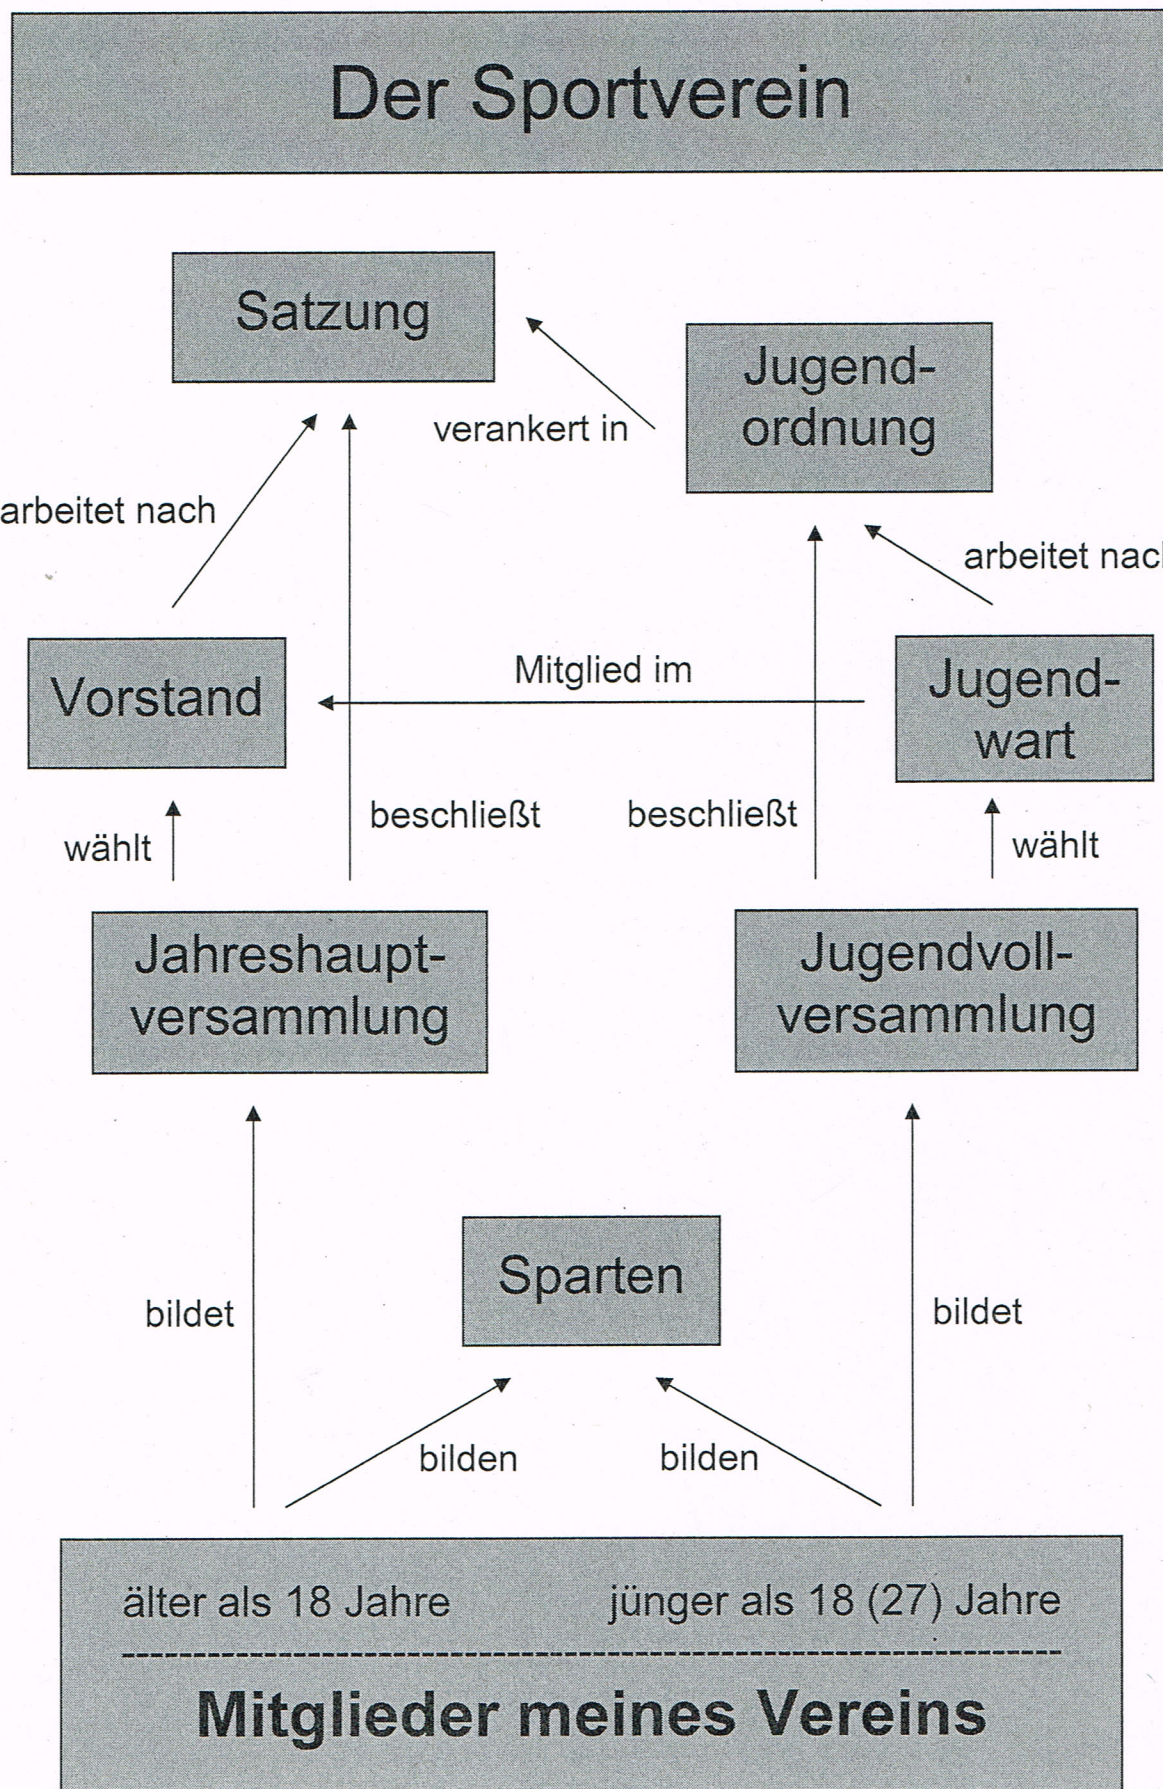 Der Sportverein
Satzung
Jugend-
ordnung
verankert in
arbeitet nach
arbeitet nac
Vorstand
Mitglied im
Jugend-
wart
wählt
beschließt
beschließt
wählt
Jahreshaupt-
versammlung
Jugendvoll-
versammlung
Sparten
bildet
bildet
bilden
bilden
älter als 18 Jahre
jünger als 18 (27) Jahre
Mitglieder meines Vereins